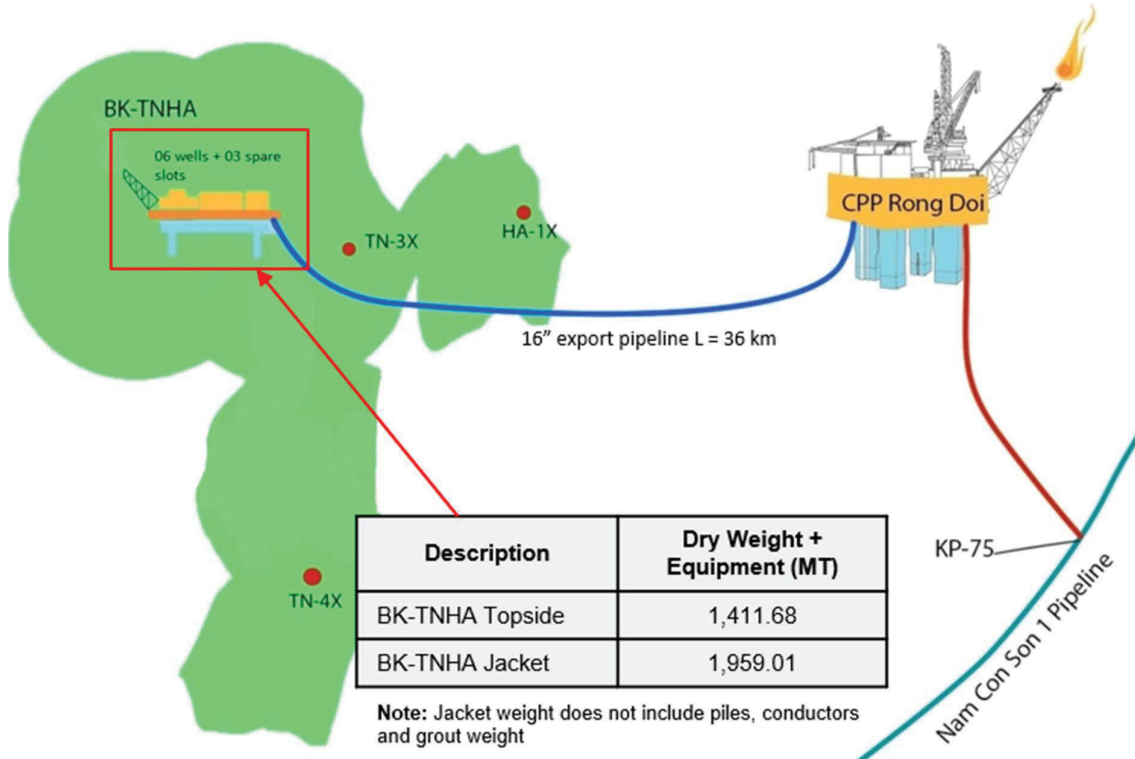 BK-TNHA
06 wells + 03 spare
slots
TN-3X
HA-1X
CPP Rong Doi
16” export pipeline L = 36 km
KP-75
Nam Con Son 1 Pipeline
TN-4X
Description
Dry Weight +
Equipment (MT)
BK-TNHA Topside
1,411.68
BK-TNHA Jacket
1,959.01
Note: Jacket weight does not include piles, conductors
and grout weight